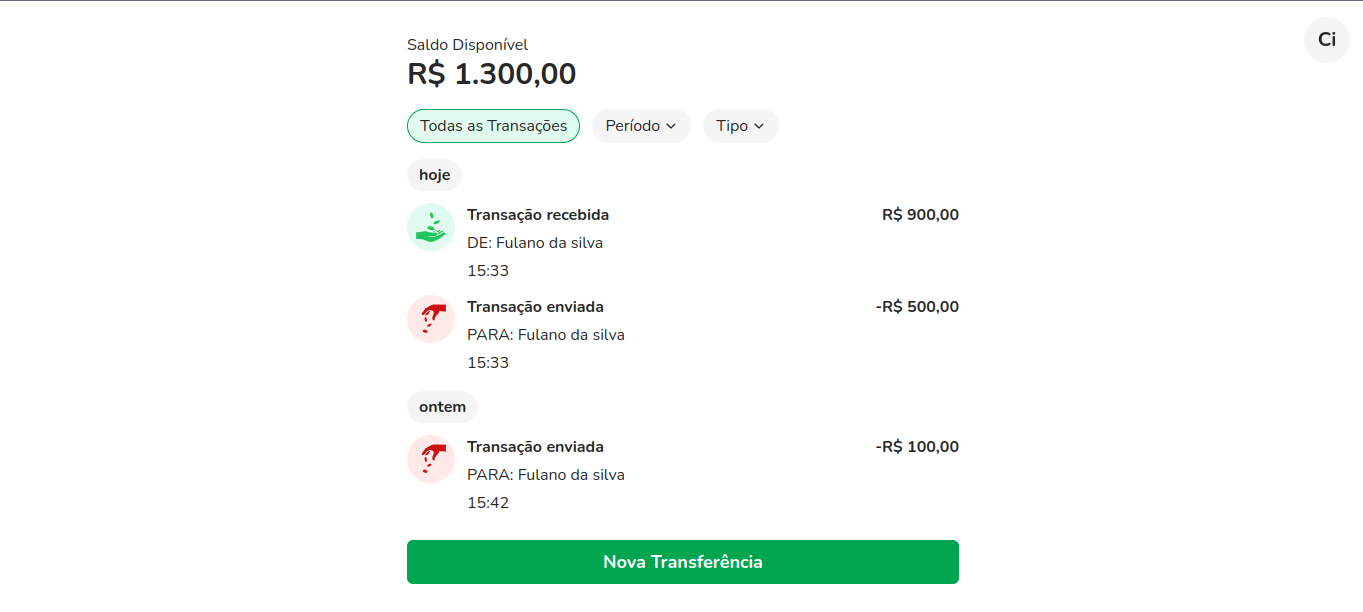 Saldo Disponível
Ci
R$ 1.300,00
Todas as Transações Período Tipo
hoje
Transação recebida R$ 900,00
DE: Fulano da silva
15:33
Transação enviada -R$ 500,00
PARA: Fulano da silva
15:33
ontem
Transação enviada -R$ 100,00
PARA: Fulano da silva
15:42
Nova Transferência